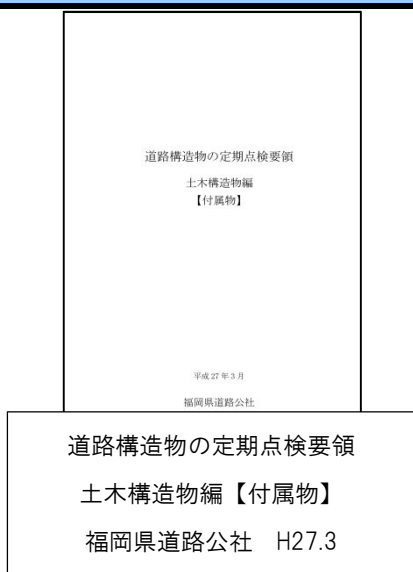 道路構造物の定期点検要領
土木構造物編
【付属物】
平成27年3月
福岡県道路公社
道路構造物の定期点検要領
土木構造物編【付属物】
福岡県道路公社　H27.3